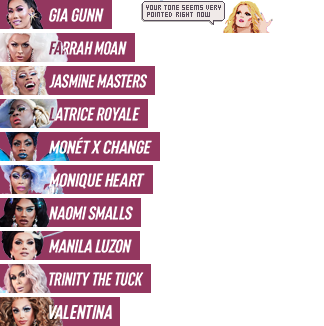 GIA GUNN
YOUR TONE SEEMS VERY
POINTED RIGHT NOW
FARRAH MOAN
JASMINE MASTERS
LATRICE ROYALE
MONÉT X CHANGE
MONIQUE HEART
NAOMI SMALLS
MANILA LUZON
TRINITY THE TUCK
VALENTINA